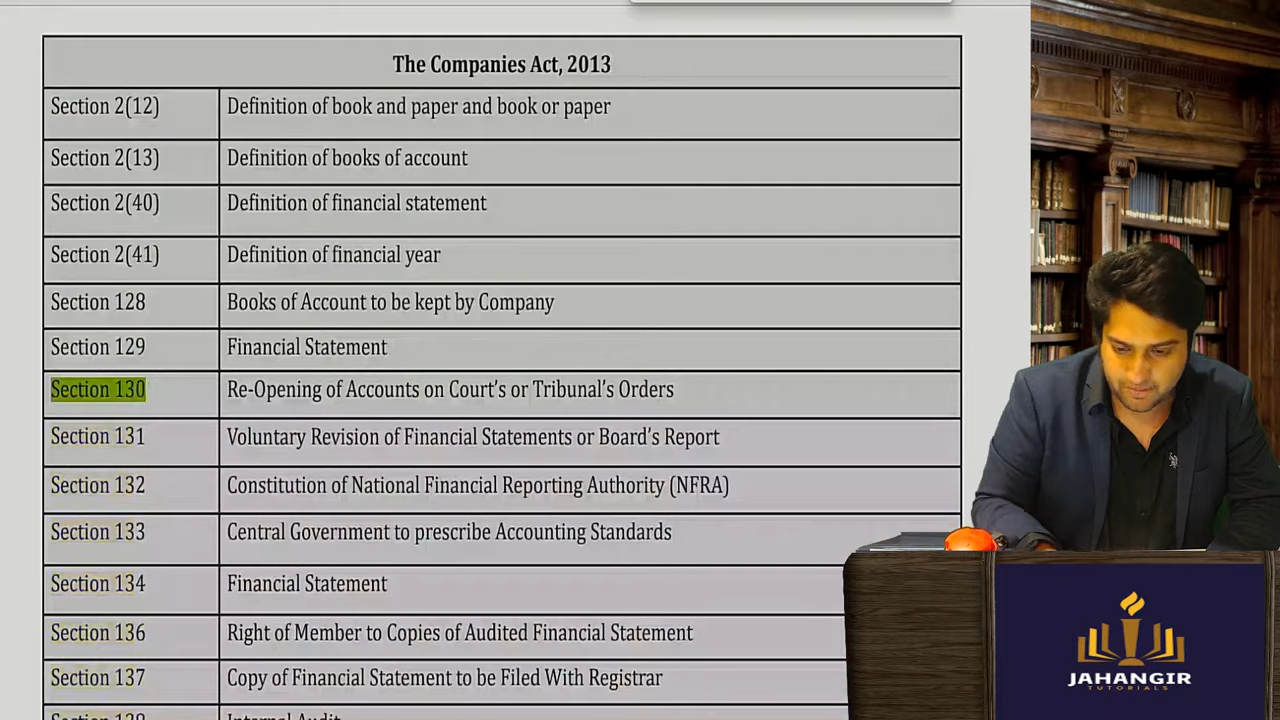 The Companies Act, 2013
Section 2(12) Definition of book and paper and book or paper
Section 2(13) Definition of books of account
Section 2(40) Definition of financial statement
Section 2(41) Definition of financial year
Section 128 Books of Account to be kept by Company
Section 129 Financial Statement
Section 130 Re-Opening of Accounts on Court's or Tribunal's Orders
Section 131 Voluntary Revision of Financial Statements or Board's Report
Section 132 Constitution of National Financial Reporting Authority (NFRA)
Section 133 Central Government to prescribe Accounting Standards
Section 134 Financial Statement
Section 136 Right of Member to Copies of Audited Financial Statement
Section 137 Copy of Financial Statement to be Filed With Registrar
Section 138 Internal Audit
JAHANGIR
TUTORIALS